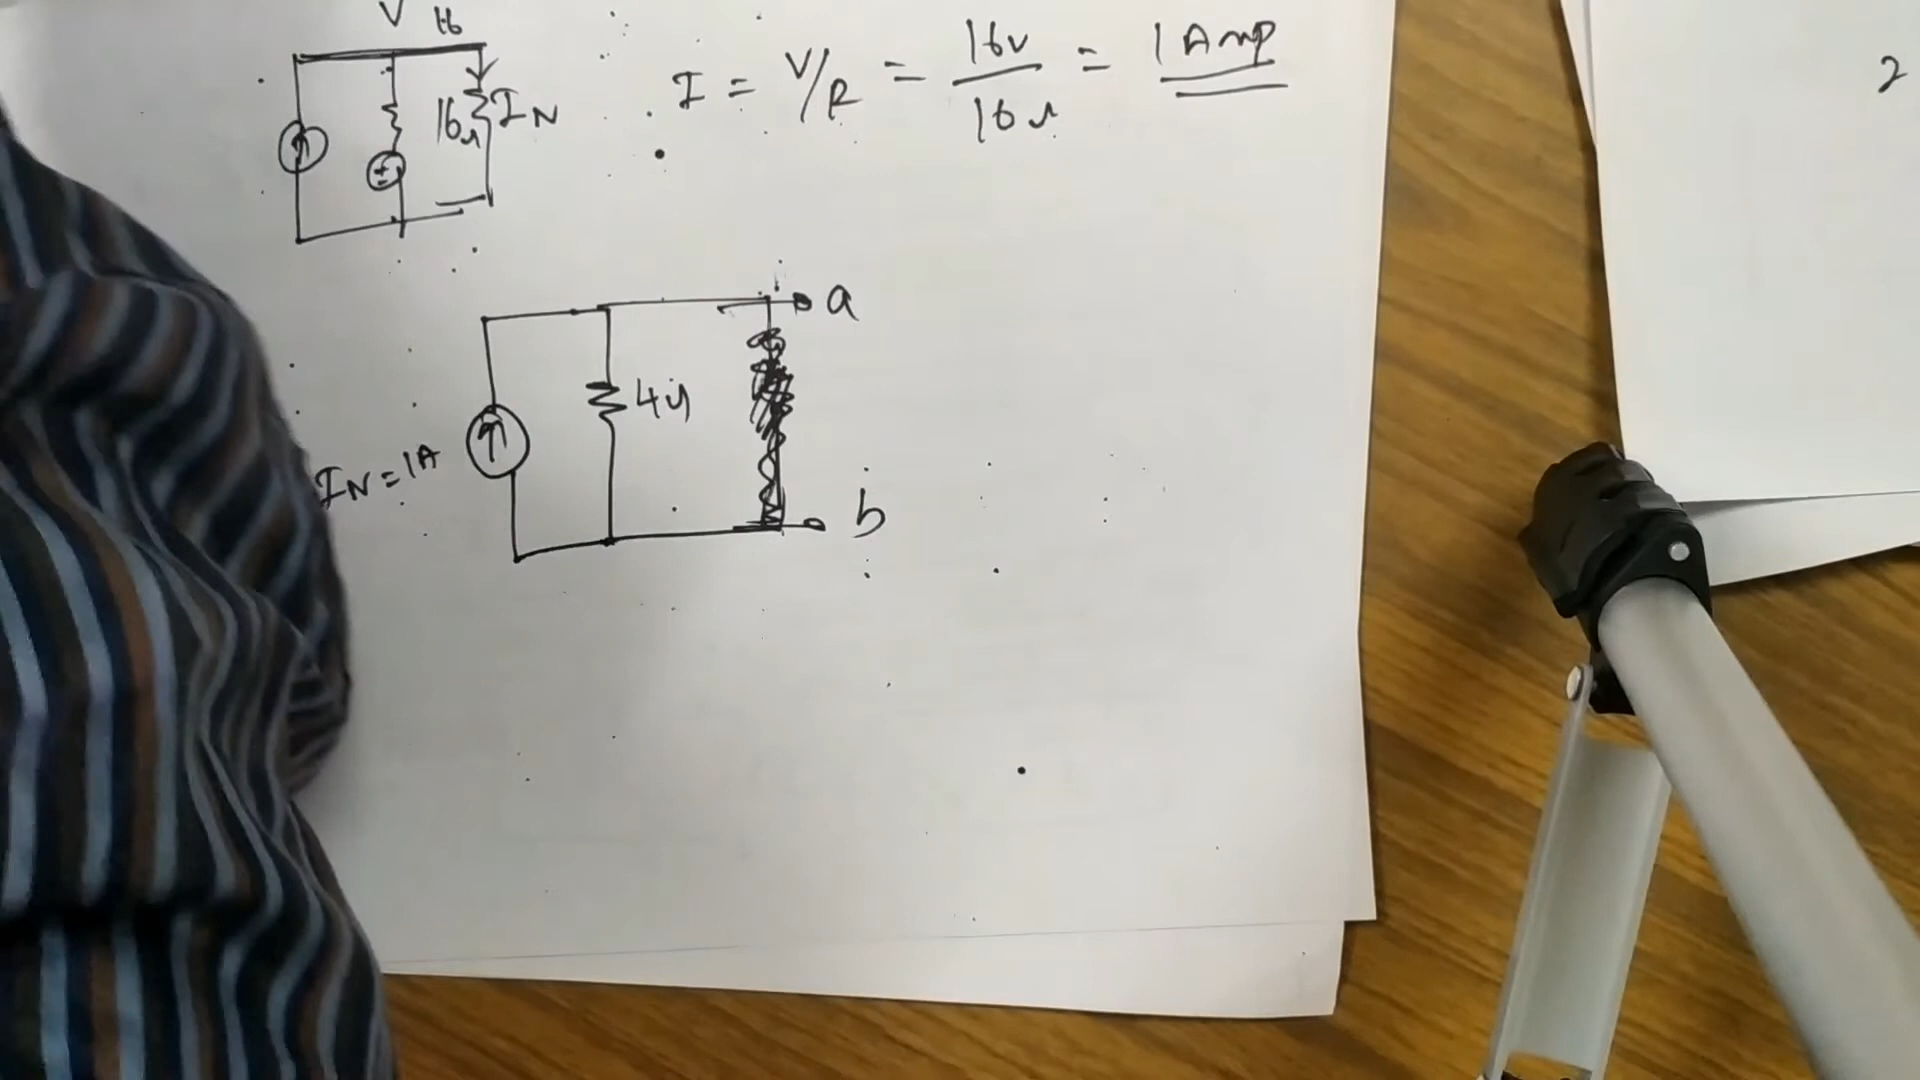 V 16
16Ω IN
I = V/R = 16V/16Ω = 1 Amp
2
a
4Ω
IN = 1A
b